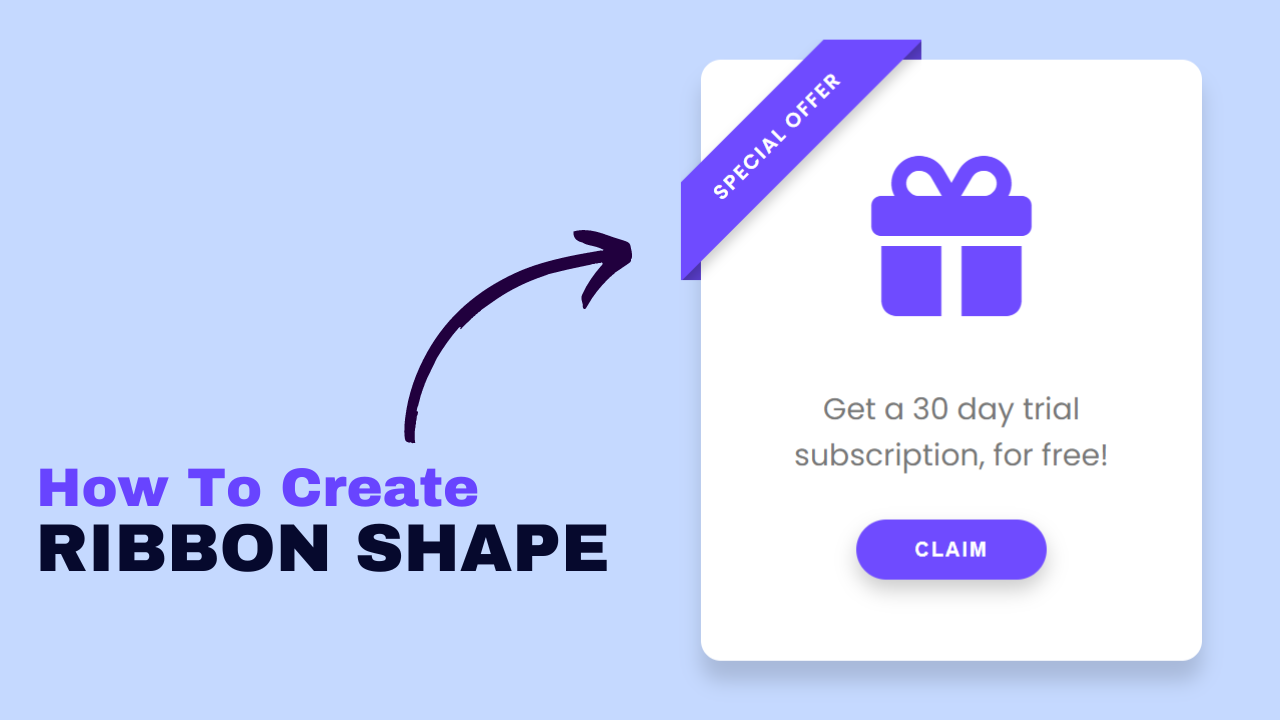 How To Create
RIBBON SHAPE
SPECIAL OFFER
Get a 30 day trial
subscription, for free!
CLAIM